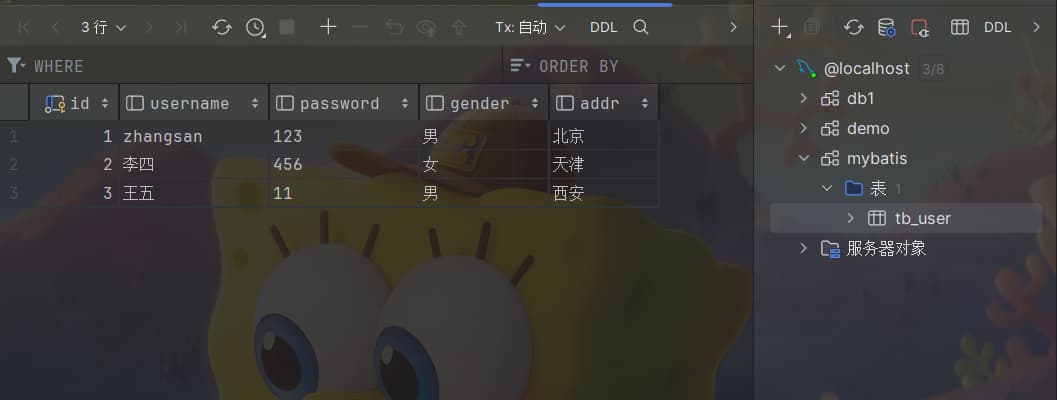 3 行
Tx: 自动
DDL
DDL
WHERE
ORDER BY
@localhost 3/8
id username password gender addr
db1
1 1 zhangsan 123 男 北京
demo
2 2 李四 456 女 天津
mybatis
3 3 王五 11 男 西安
表 1
tb_user
服务器对象